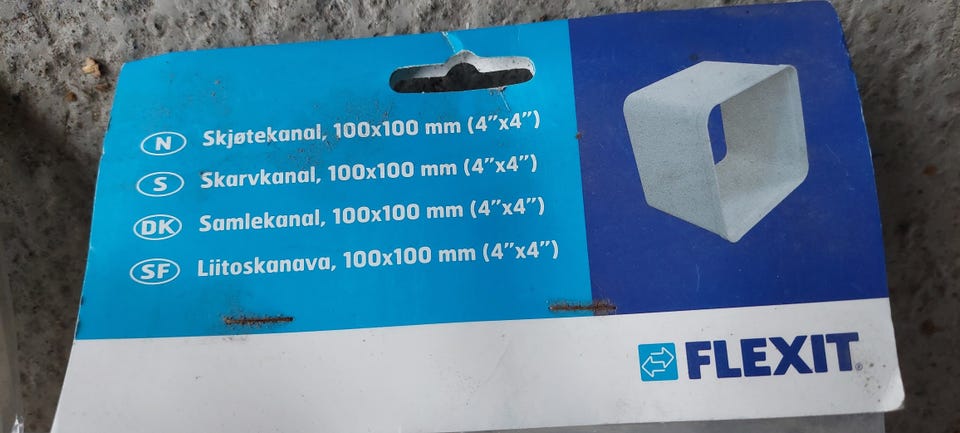 N Skjøtekanal, 100x100 mm (4”x4”)
S Skarvkanal, 100x100 mm (4”x4”)
DK Samlekanal, 100x100 mm (4”x4”)
SF Liitoskanava, 100x100 mm (4”x4”)
FLEXIT®